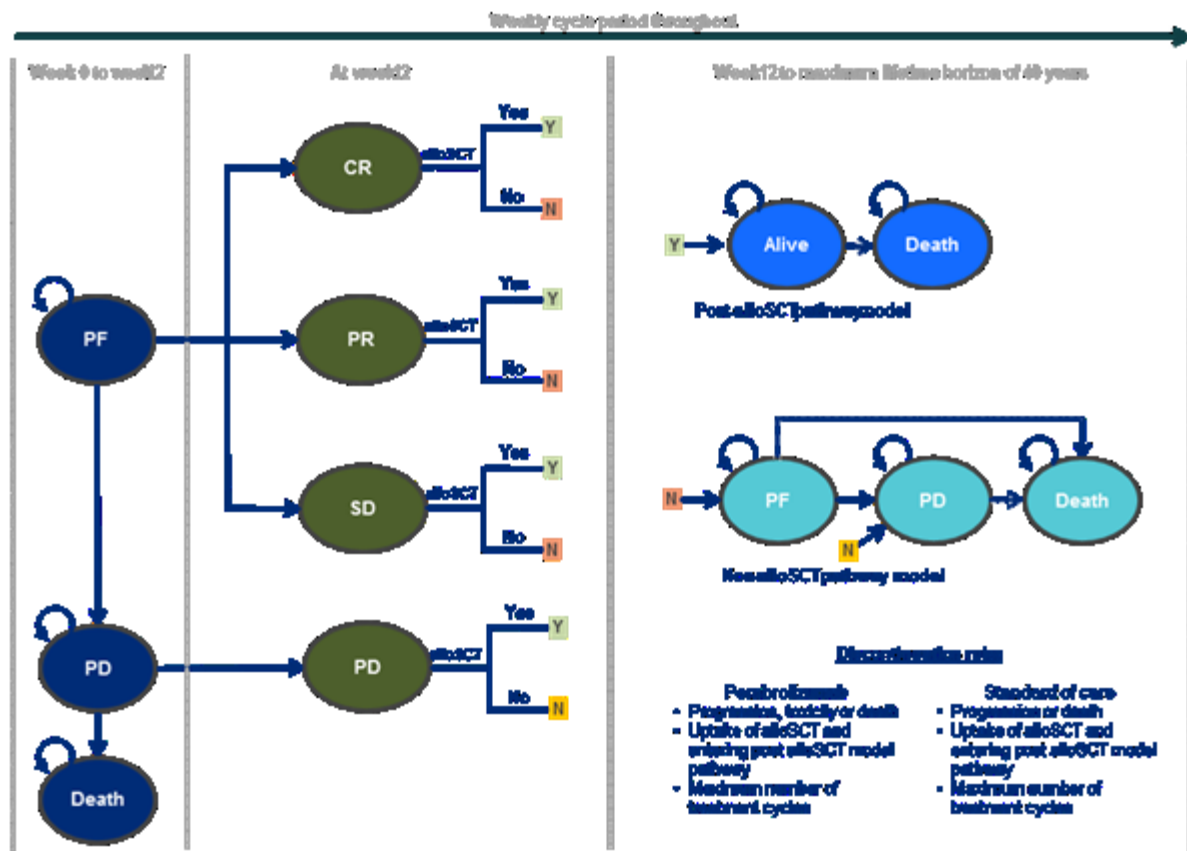 Weekly cycle period throughout
Week 0 to week12
At week12
Week12 to maximum lifetime horizon of 40 years
Yes
Y
CR
alloSCT
No
N
Yes
Y
PF
PR
alloSCT
No
N
Alive
Death
Y
Post alloSCT pathway model
Yes
Y
SD
alloSCT
No
N
N
PF
PD
Death
N
Non alloSCT pathway model
Yes
Y
PD
PD
alloSCT
No
N
Death
Discontinuation rules
Pembrolizumab
• Progression, toxicity or death
• Uptake of alloSCT and
entering post alloSCT model
pathway
• Maximum number of
treatment cycles
Standard of care
• Progression or death
• Uptake of alloSCT and
entering post alloSCT model
pathway
• Maximum number of
treatment cycles